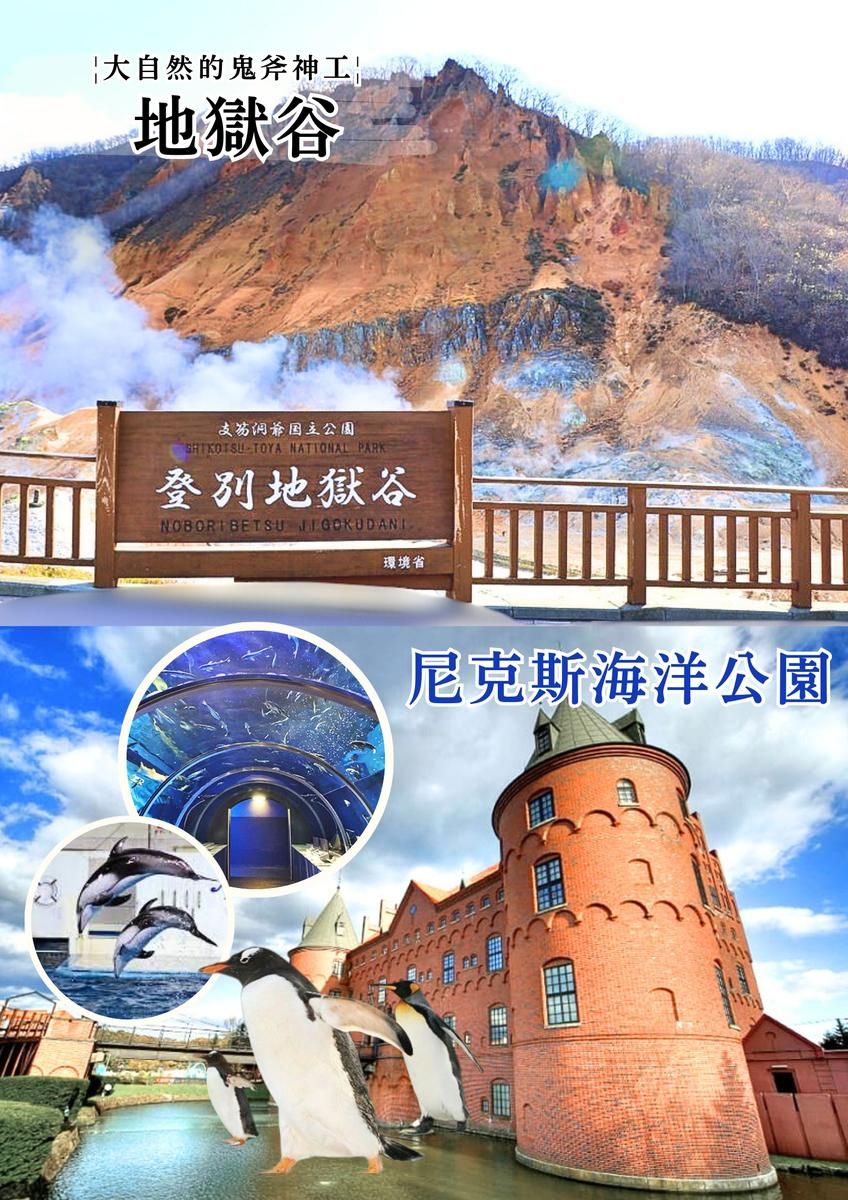 大自然的鬼斧神工
地獄谷
支笏洞爺国立公園
SHIKOTSU-TOYA NATIONAL PARK
登別地獄谷
NOBORIBETSU JIGOKUDANI
環境省
尼克斯海洋公園